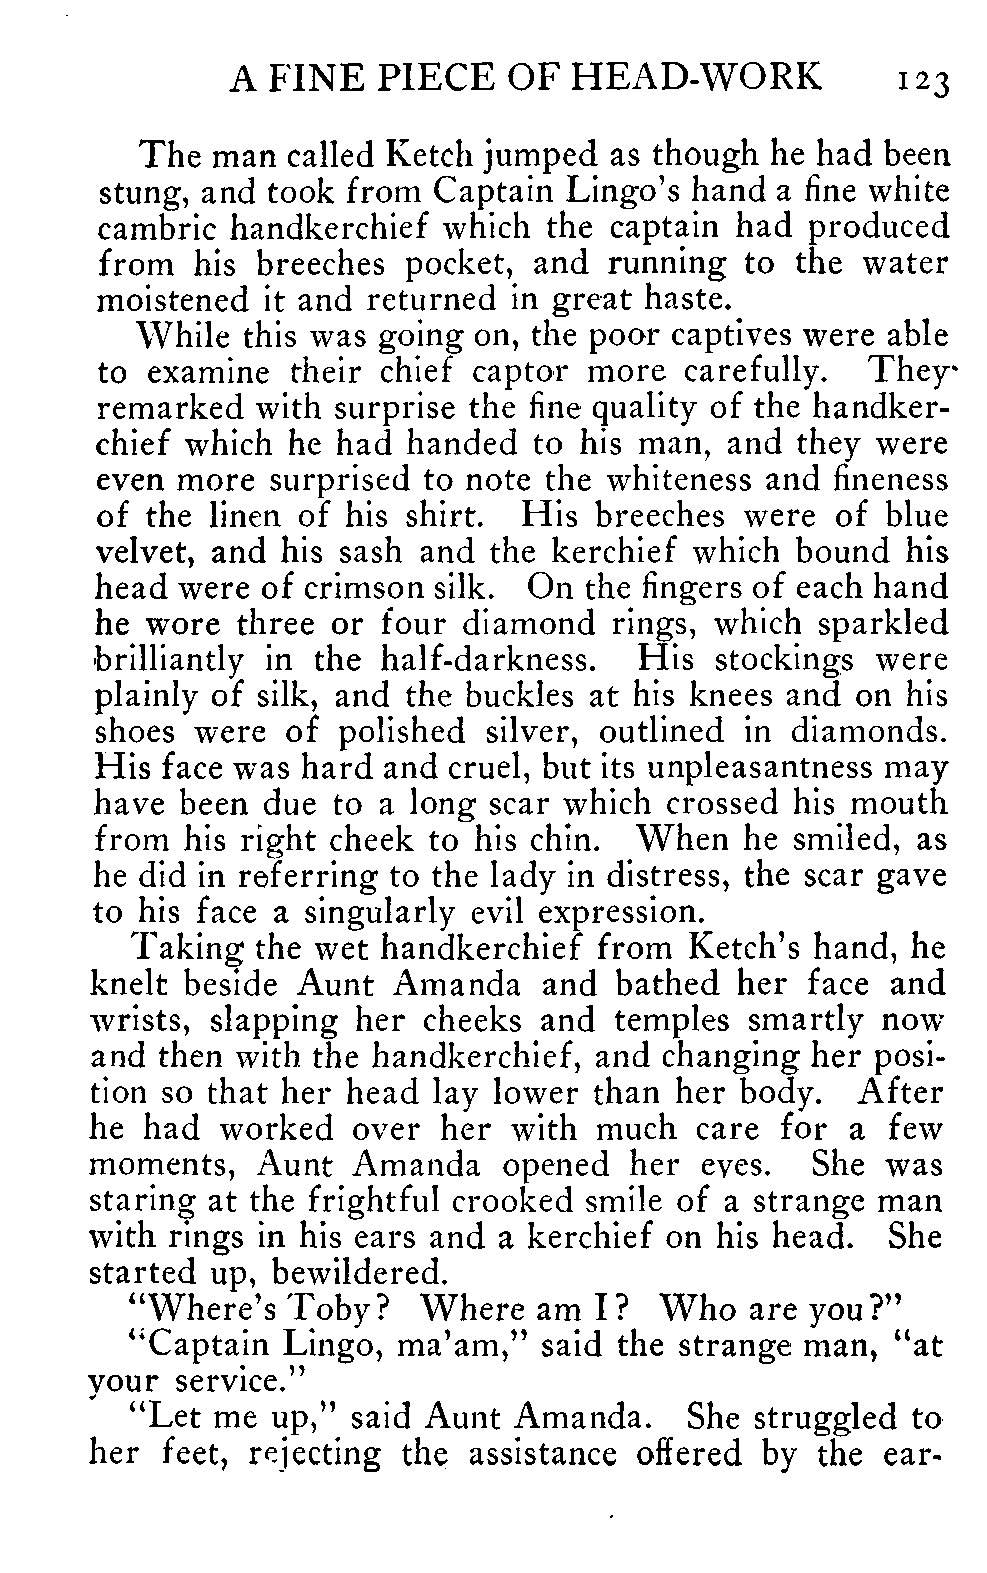 A FINE PIECE OF HEAD-WORK 123
The man called Ketch jumped as though he had been
stung, and took from Captain Lingo's hand a fine white
cambric handkerchief which the captain had produced
from his breeches pocket, and running to the water
moistened it and returned in great haste.
While this was going on, the poor captives were able
to examine their chief captor more carefully. They
remarked with surprise the fine quality of the handker-
chief which he had handed to his man, and they were
even more surprised to note the whiteness and fineness
of the linen of his shirt. His breeches were of blue
velvet, and his sash and the kerchief which bound his
head were of crimson silk. On the fingers of each hand
he wore three or four diamond rings, which sparkled
brilliantly in the half-darkness. His stockings were
plainly of silk, and the buckles at his knees and on his
shoes were of polished silver, outlined in diamonds.
His face was hard and cruel, but its unpleasantness may
have been due to a long scar which crossed his mouth
from his right cheek to his chin. When he smiled, as
he did in referring to the lady in distress, the scar gave
to his face a singularly evil expression.
Taking the wet handkerchief from Ketch's hand, he
knelt beside Aunt Amanda and bathed her face and
wrists, slapping her cheeks and temples smartly now
and then with the handkerchief, and changing her posi-
tion so that her head lay lower than her body. After
he had worked over her with much care for a few
moments, Aunt Amanda opened her eyes. She was
staring at the frightful crooked smile of a strange man
with rings in his ears and a kerchief on his head. She
started up, bewildered.
"Where's Toby? Where am I? Who are you?"
"Captain Lingo, ma'am," said the strange man, "at
your service."
"Let me up," said Aunt Amanda. She struggled to
her feet, rejecting the assistance offered by the ear-